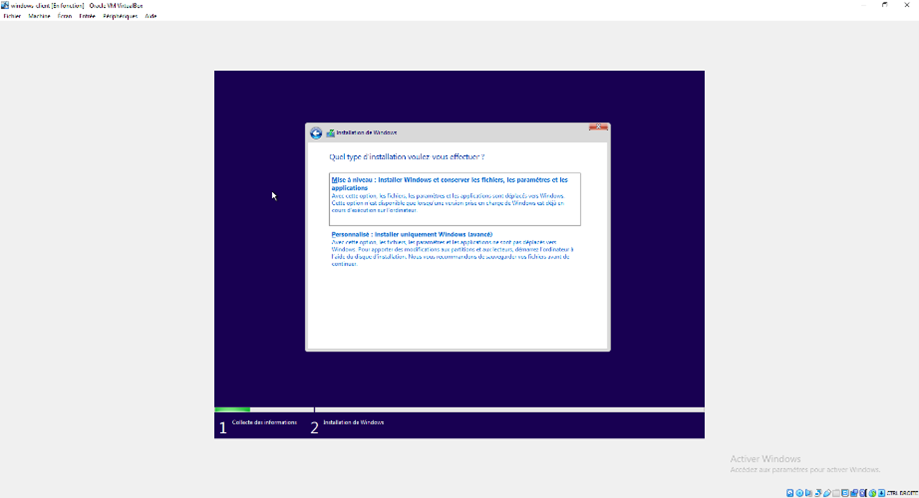 windows client [En fonction] - Oracle VM VirtualBox
Fichier Machine Écran Entrée Périphériques Aide
Installation de Windows
Quel type d'installation voulez-vous effectuer ?
Mise à niveau : installer Windows et conserver les fichiers, les paramètres et les
applications
Avec cette option, les fichiers, les paramètres et les applications sont déplacés vers Windows.
Cette option n'est disponible que lorsqu'une version prise en charge de Windows est déjà en
cours d'exécution sur l'ordinateur.
Personnalisé : installer uniquement Windows (avancé)
Avec cette option, les fichiers, les paramètres et les applications ne sont pas déplacés vers
Windows. Pour apporter des modifications aux partitions et aux lecteurs, démarrez l'ordinateur à
l'aide du disque d'installation. Nous vous recommandons de sauvegarder vos fichiers avant de
continuer.
1 Collecte des informations 2 Installation de Windows
Activer Windows
Accédez aux paramètres pour activer Windows.
CTRL DROITE